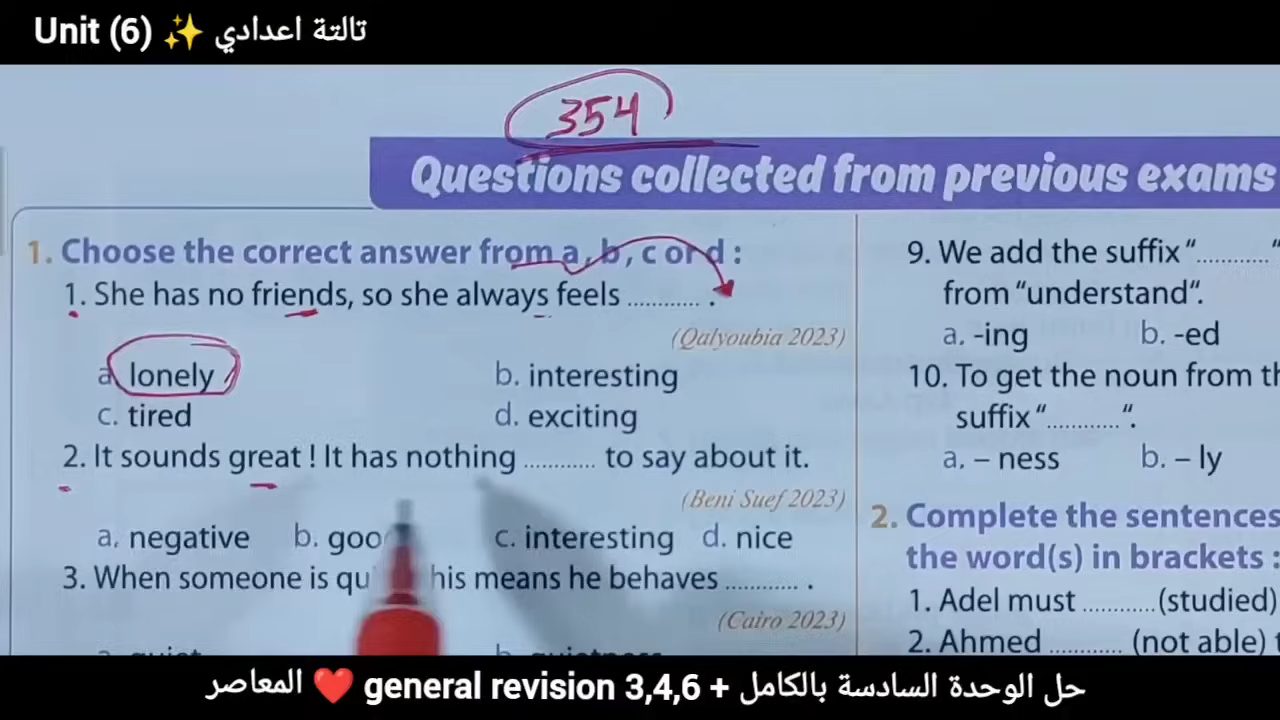 Unit (6) ✨ تالتة اعدادي
354
Questions collected from previous exams
1. Choose the correct answer from a, b, c or d :
1. She has no friends, so she always feels ............ .
(Qalyoubia 2023)
a. lonely b. interesting
c. tired d. exciting
2. It sounds great ! It has nothing ............ to say about it.
(Beni Suef 2023)
a. negative b. goo c. interesting d. nice
3. When someone is qu his means he behaves ............ .
(Cairo 2023)
a. quiet b. quietness
9. We add the suffix “............“
from “understand“.
a. -ing b. -ed
10. To get the noun from th
suffix “............“.
a. – ness b. – ly
2. Complete the sentences
the word(s) in brackets :
1. Adel must ............ (studied)
2. Ahmed ............ (not able) t
حل الوحدة السادسة بالكامل + general revision 3,4,6 ❤️ المعاصر